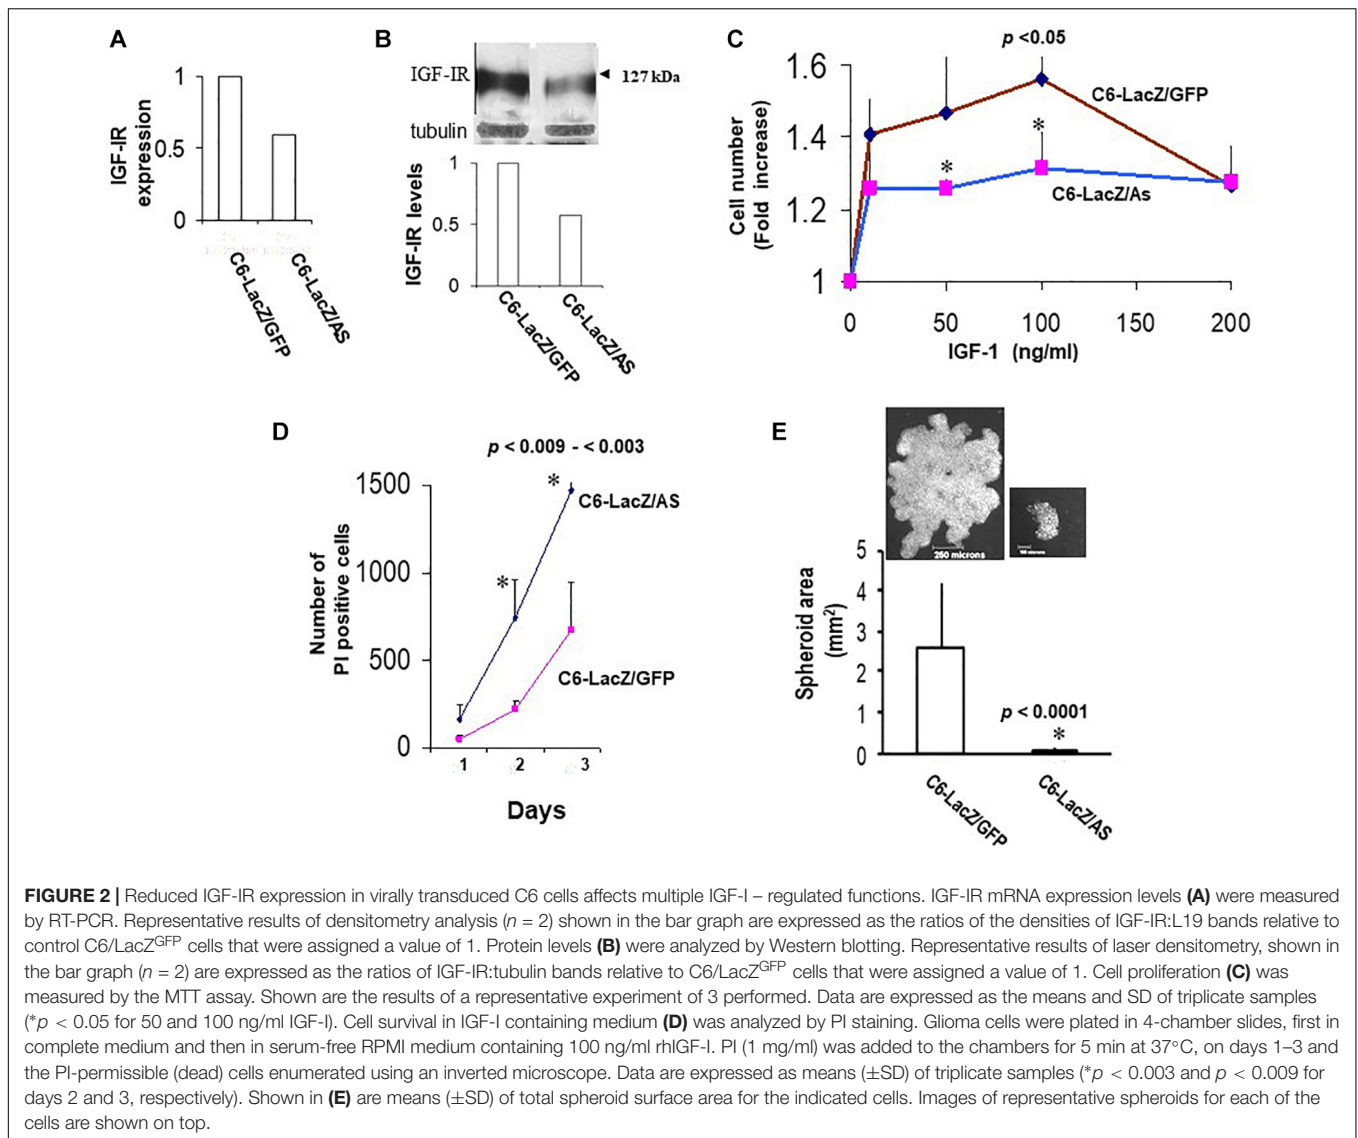 A
IGF-IR
expression
1
0.5
0
C6-LacZ/GFP
C6-LacZ/AS
B
IGF-IR
127 kDa
tubulin
IGF-IR levels
1
0.5
0
C6-LacZ/GFP
C6-LacZ/AS
C
p <0.05
Cell number
(Fold increase)
1.6
1.4
1.2
1
C6-LacZ/GFP
*
*
C6-LacZ/As
0 50 100 150 200
IGF-1 (ng/ml)
D
p < 0.009 - < 0.003
Number of
PI positive cells
1500
1000
500
0
*
C6-LacZ/AS
*
C6-LacZ/GFP
1 2 3
Days
E
250 microns
microns
Spheroid area
(mm²)
5
4
3
2
1
0
p < 0.0001
*
C6-LacZ/GFP
C6-LacZ/AS
FIGURE 2 | Reduced IGF-IR expression in virally transduced C6 cells affects multiple IGF-I – regulated functions. IGF-IR mRNA expression levels (A) were measured
by RT-PCR. Representative results of densitometry analysis (n = 2) shown in the bar graph are expressed as the ratios of the densities of IGF-IR:L19 bands relative to
control C6/LacZGFP cells that were assigned a value of 1. Protein levels (B) were analyzed by Western blotting. Representative results of laser densitometry, shown in
the bar graph (n = 2) are expressed as the ratios of IGF-IR:tubulin bands relative to C6/LacZGFP cells that were assigned a value of 1. Cell proliferation (C) was
measured by the MTT assay. Shown are the results of a representative experiment of 3 performed. Data are expressed as the means and SD of triplicate samples
(*p < 0.05 for 50 and 100 ng/ml IGF-I). Cell survival in IGF-I containing medium (D) was analyzed by PI staining. Glioma cells were plated in 4-chamber slides, first in
complete medium and then in serum-free RPMI medium containing 100 ng/ml rhIGF-I. PI (1 mg/ml) was added to the chambers for 5 min at 37°C, on days 1–3 and
the PI-permissible (dead) cells enumerated using an inverted microscope. Data are expressed as means (±SD) of triplicate samples (*p < 0.003 and p < 0.009 for
days 2 and 3, respectively). Shown in (E) are means (±SD) of total spheroid surface area for the indicated cells. Images of representative spheroids for each of the
cells are shown on top.